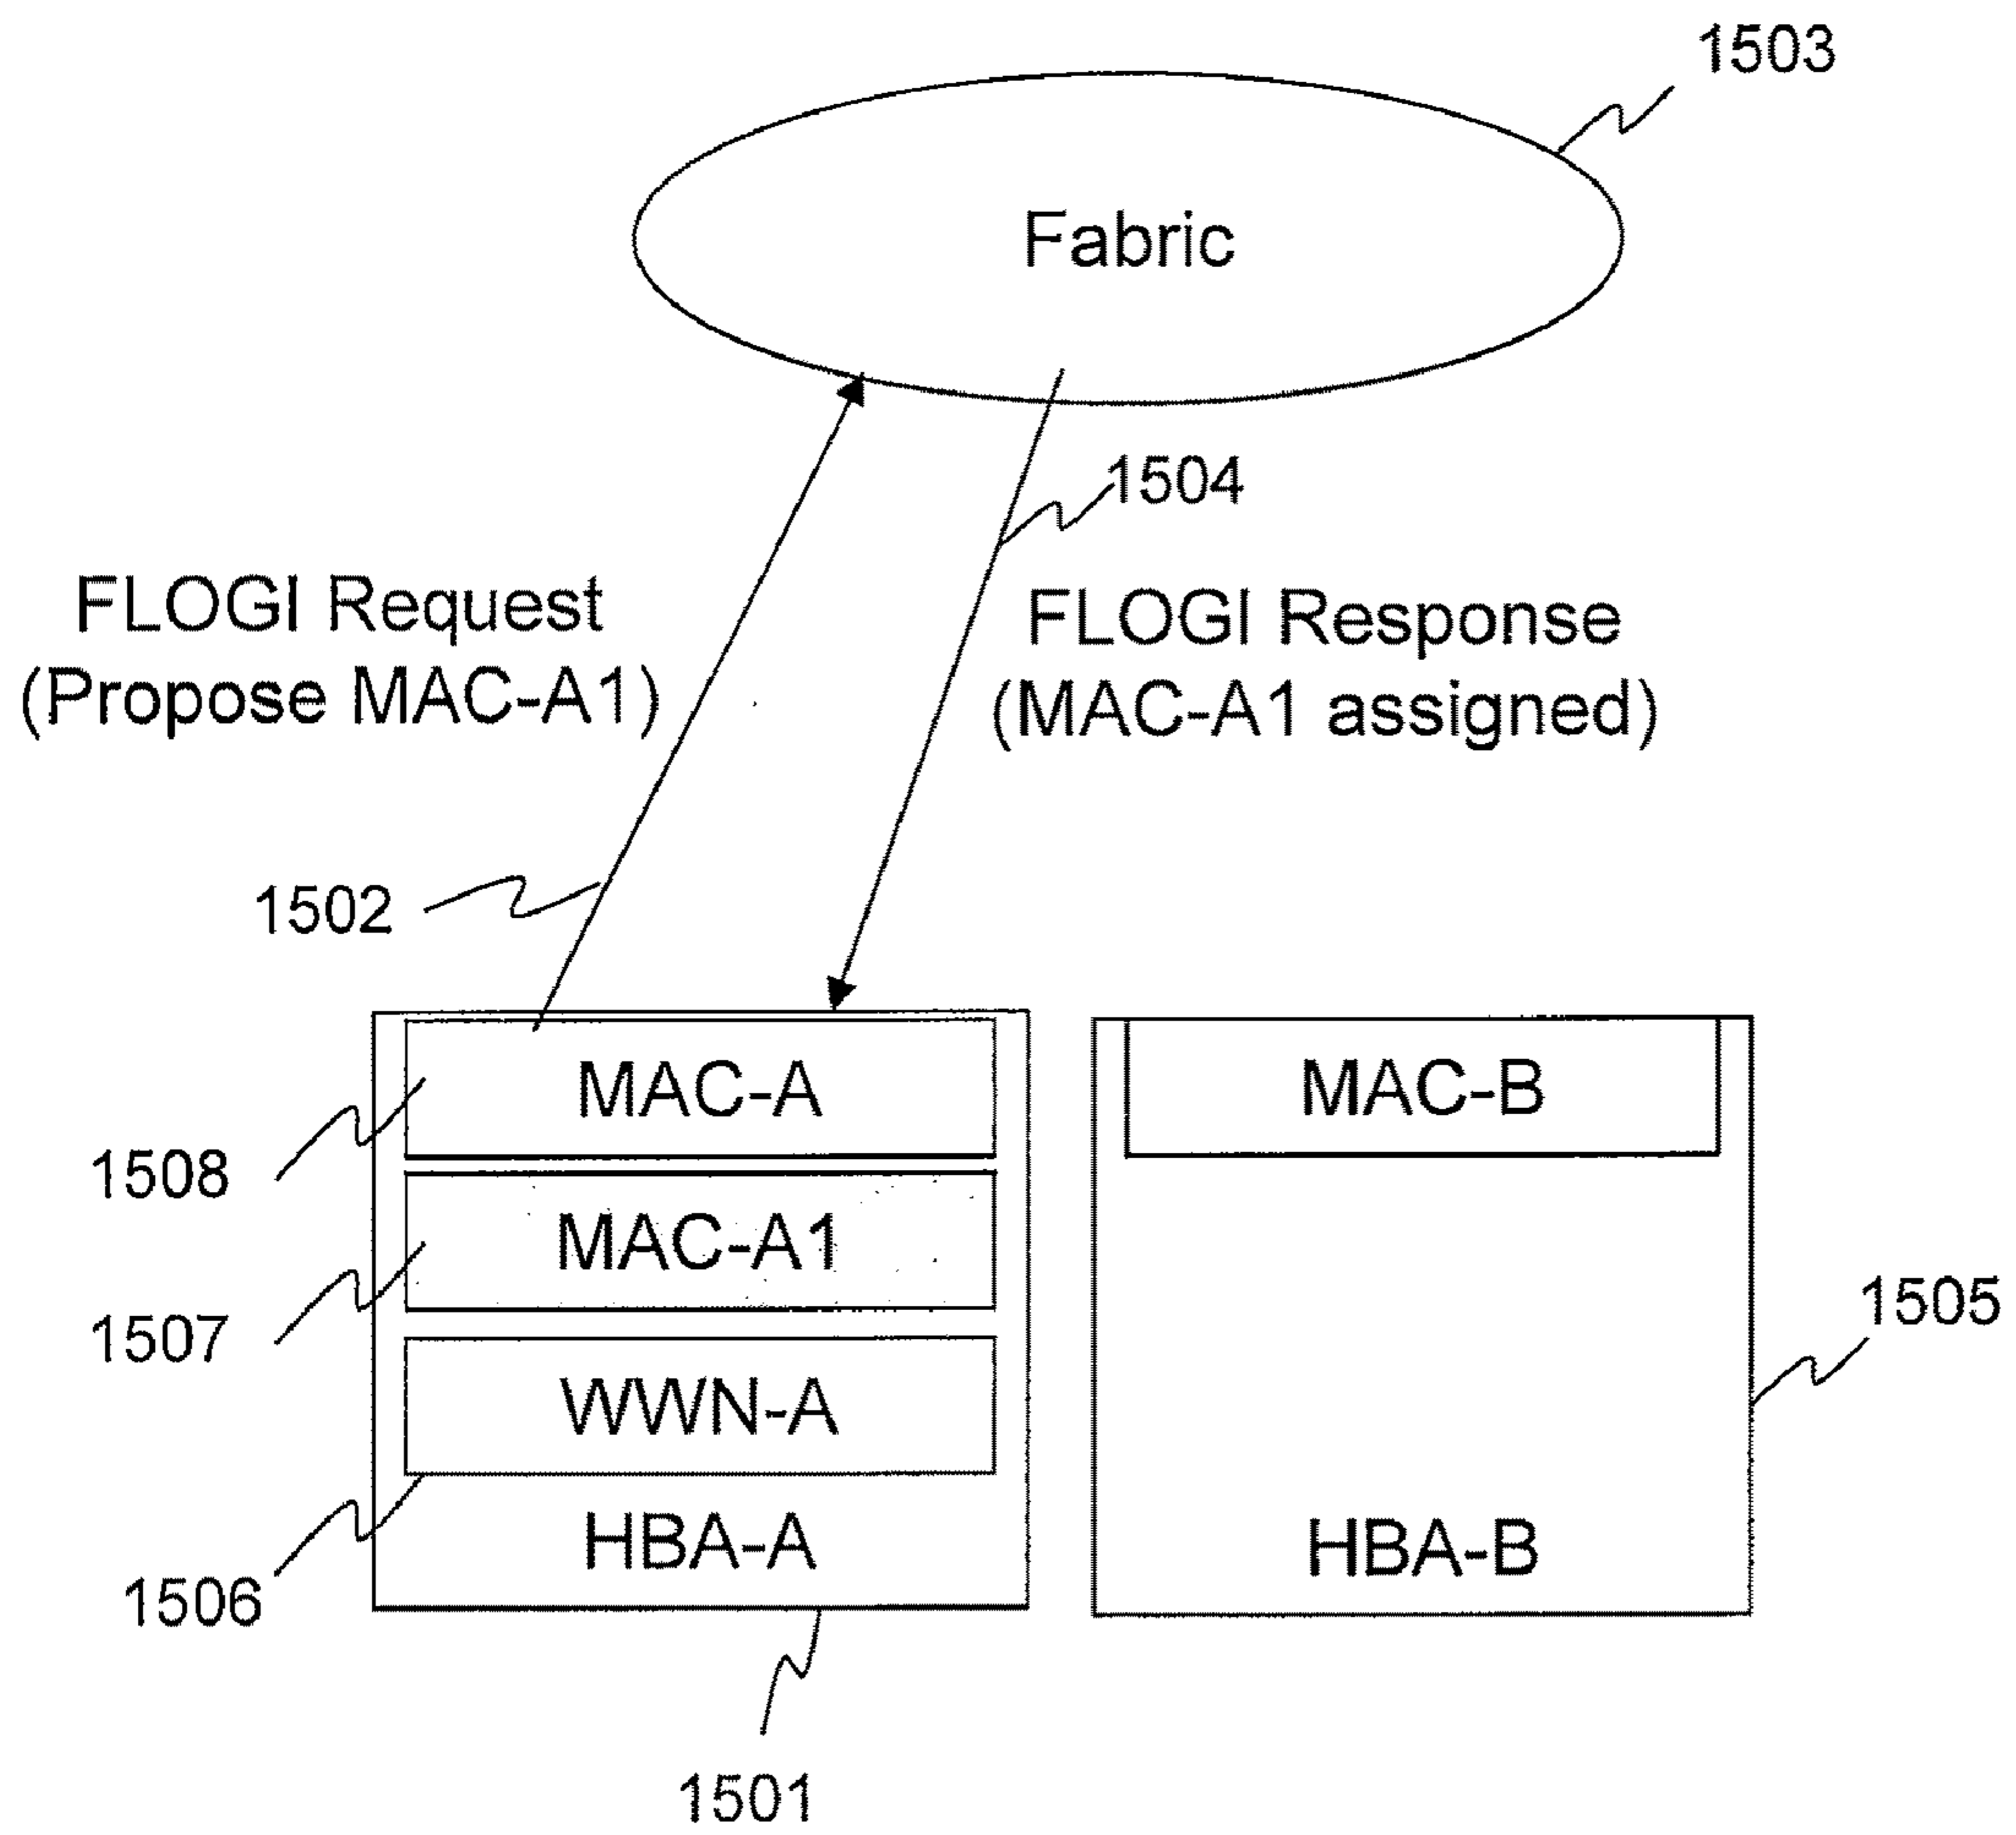 1503
Fabric
1504
FLOGI Request
(Propose MAC-A1)
FLOGI Response
(MAC-A1 assigned)
1502
MAC-A
MAC-B
1508
MAC-A1
1507
1505
WWN-A
HBA-A
HBA-B
1506
1501